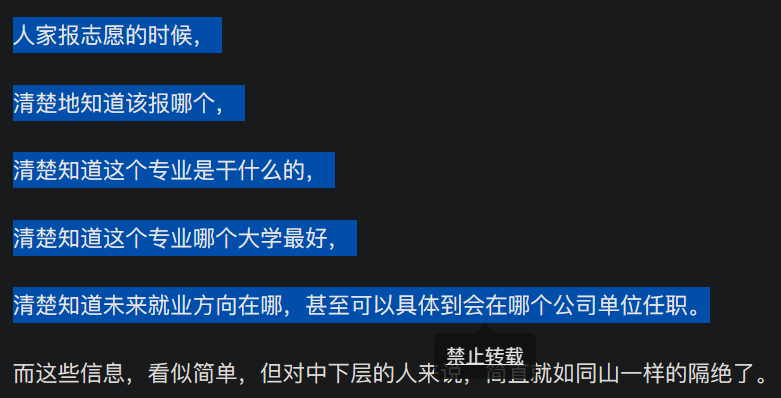 人家报志愿的时候，
清楚地知道该报哪个，
清楚知道这个专业是干什么的，
清楚知道这个专业哪个大学最好，
清楚知道未来就业方向在哪，甚至可以具体到会在哪个公司单位任职。
禁止转载
而这些信息，看似简单，但对中下层的人来说，简直就如同山一样的隔绝了。